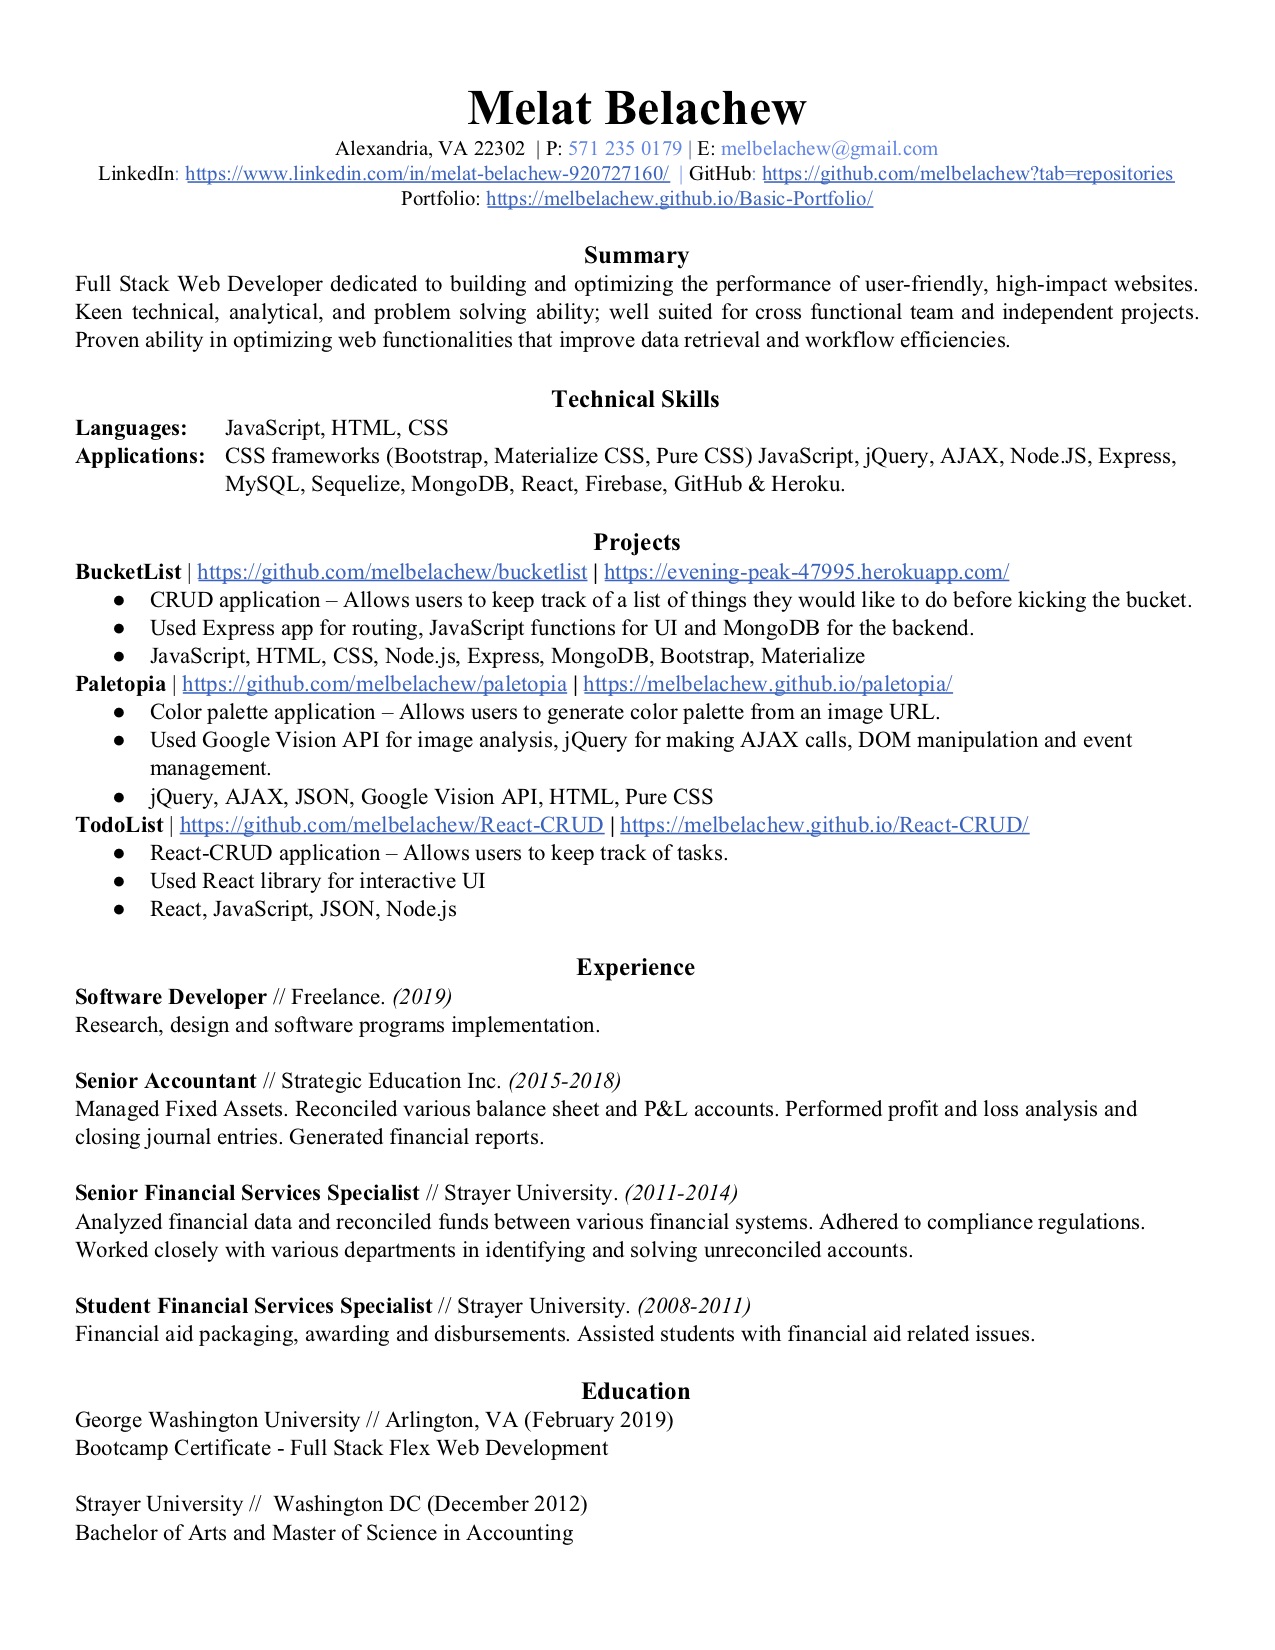 Melat Belachew
Alexandria, VA 22302 | P: 571 235 0179 | E: melbelachew@gmail.com
LinkedIn: https://www.linkedin.com/in/melat-belachew-920727160/ | GitHub: https://github.com/melbelachew?tab=repositories
Portfolio: https://melbelachew.github.io/Basic-Portfolio/
Summary
Full Stack Web Developer dedicated to building and optimizing the performance of user-friendly, high-impact websites.
Keen technical, analytical, and problem solving ability; well suited for cross functional team and independent projects.
Proven ability in optimizing web functionalities that improve data retrieval and workflow efficiencies.
Technical Skills
Languages: JavaScript, HTML, CSS
Applications: CSS frameworks (Bootstrap, Materialize CSS, Pure CSS) JavaScript, jQuery, AJAX, Node.JS, Express,
MySQL, Sequelize, MongoDB, React, Firebase, GitHub & Heroku.
Projects
BucketList | https://github.com/melbelachew/bucketlist | https://evening-peak-47995.herokuapp.com/
● CRUD application – Allows users to keep track of a list of things they would like to do before kicking the bucket.
● Used Express app for routing, JavaScript functions for UI and MongoDB for the backend.
● JavaScript, HTML, CSS, Node.js, Express, MongoDB, Bootstrap, Materialize
Paletopia | https://github.com/melbelachew/paletopia | https://melbelachew.github.io/paletopia/
● Color palette application – Allows users to generate color palette from an image URL.
● Used Google Vision API for image analysis, jQuery for making AJAX calls, DOM manipulation and event
management.
● jQuery, AJAX, JSON, Google Vision API, HTML, Pure CSS
TodoList | https://github.com/melbelachew/React-CRUD | https://melbelachew.github.io/React-CRUD/
● React-CRUD application – Allows users to keep track of tasks.
● Used React library for interactive UI
● React, JavaScript, JSON, Node.js
Experience
Software Developer // Freelance. (2019)
Research, design and software programs implementation.
Senior Accountant // Strategic Education Inc. (2015-2018)
Managed Fixed Assets. Reconciled various balance sheet and P&L accounts. Performed profit and loss analysis and
closing journal entries. Generated financial reports.
Senior Financial Services Specialist // Strayer University. (2011-2014)
Analyzed financial data and reconciled funds between various financial systems. Adhered to compliance regulations.
Worked closely with various departments in identifying and solving unreconciled accounts.
Student Financial Services Specialist // Strayer University. (2008-2011)
Financial aid packaging, awarding and disbursements. Assisted students with financial aid related issues.
Education
George Washington University // Arlington, VA (February 2019)
Bootcamp Certificate - Full Stack Flex Web Development
Strayer University // Washington DC (December 2012)
Bachelor of Arts and Master of Science in Accounting